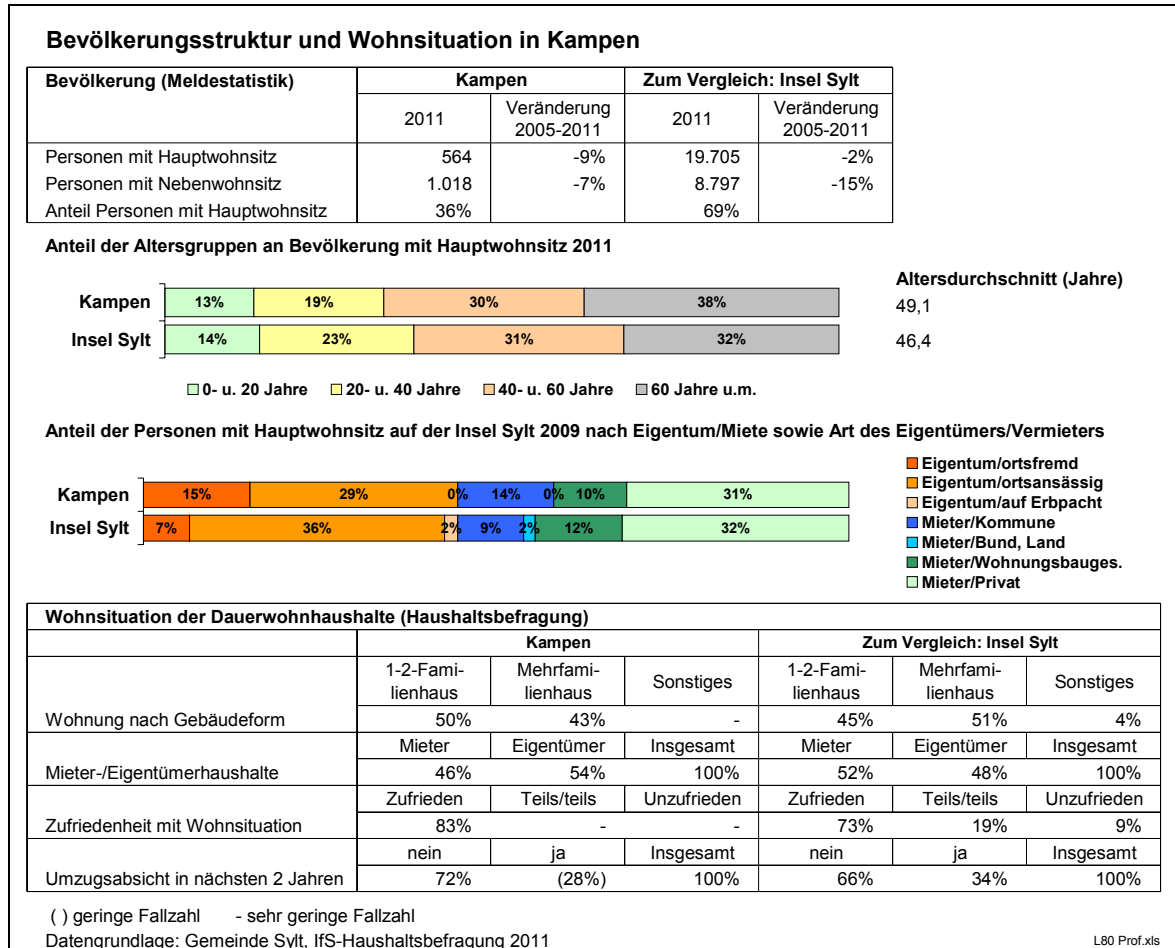 Bevölkerungsstruktur und Wohnsituation in Kampen
Bevölkerung (Meldestatistik) Kampen Zum Vergleich: Insel Sylt
2011 Veränderung 2005-2011 2011 Veränderung 2005-2011
Personen mit Hauptwohnsitz 564 -9% 19.705 -2%
Personen mit Nebenwohnsitz 1.018 -7% 8.797 -15%
Anteil Personen mit Hauptwohnsitz 36% 69%
Anteil der Altersgruppen an Bevölkerung mit Hauptwohnsitz 2011
Altersdurchschnitt (Jahre)
Kampen 13% 19% 30% 38% 49,1
Insel Sylt 14% 23% 31% 32% 46,4
0- u. 20 Jahre 20- u. 40 Jahre 40- u. 60 Jahre 60 Jahre u.m.
Anteil der Personen mit Hauptwohnsitz auf der Insel Sylt 2009 nach Eigentum/Miete sowie Art des Eigentümers/Vermieters
Kampen 15% 29% 0% 14% 0% 10% 31%
Insel Sylt 7% 36% 2% 9% 2% 12% 32%
Eigentum/ortsfremd
Eigentum/ortsansässig
Eigentum/auf Erbpacht
Mieter/Kommune
Mieter/Bund, Land
Mieter/Wohnungsbauges.
Mieter/Privat
Wohnsituation der Dauerwohnhaushalte (Haushaltsbefragung)
Kampen Zum Vergleich: Insel Sylt
1-2-Fami- Mehrfami- Sonstiges 1-2-Fami- Mehrfami- Sonstiges
lienhaus lienhaus lienhaus lienhaus
Wohnung nach Gebäudeform 50% 43% - 45% 51% 4%
Mieter Eigentümer Insgesamt Mieter Eigentümer Insgesamt
Mieter-/Eigentümerhaushalte 46% 54% 100% 52% 48% 100%
Zufrieden Teils/teils Unzufrieden Zufrieden Teils/teils Unzufrieden
Zufriedenheit mit Wohnsituation 83% - - 73% 19% 9%
nein ja Insgesamt nein ja Insgesamt
Umzugsabsicht in nächsten 2 Jahren 72% (28%) 100% 66% 34% 100%
( ) geringe Fallzahl - sehr geringe Fallzahl
Datengrundlage: Gemeinde Sylt, IfS-Haushaltsbefragung 2011
L80 Prof.xls